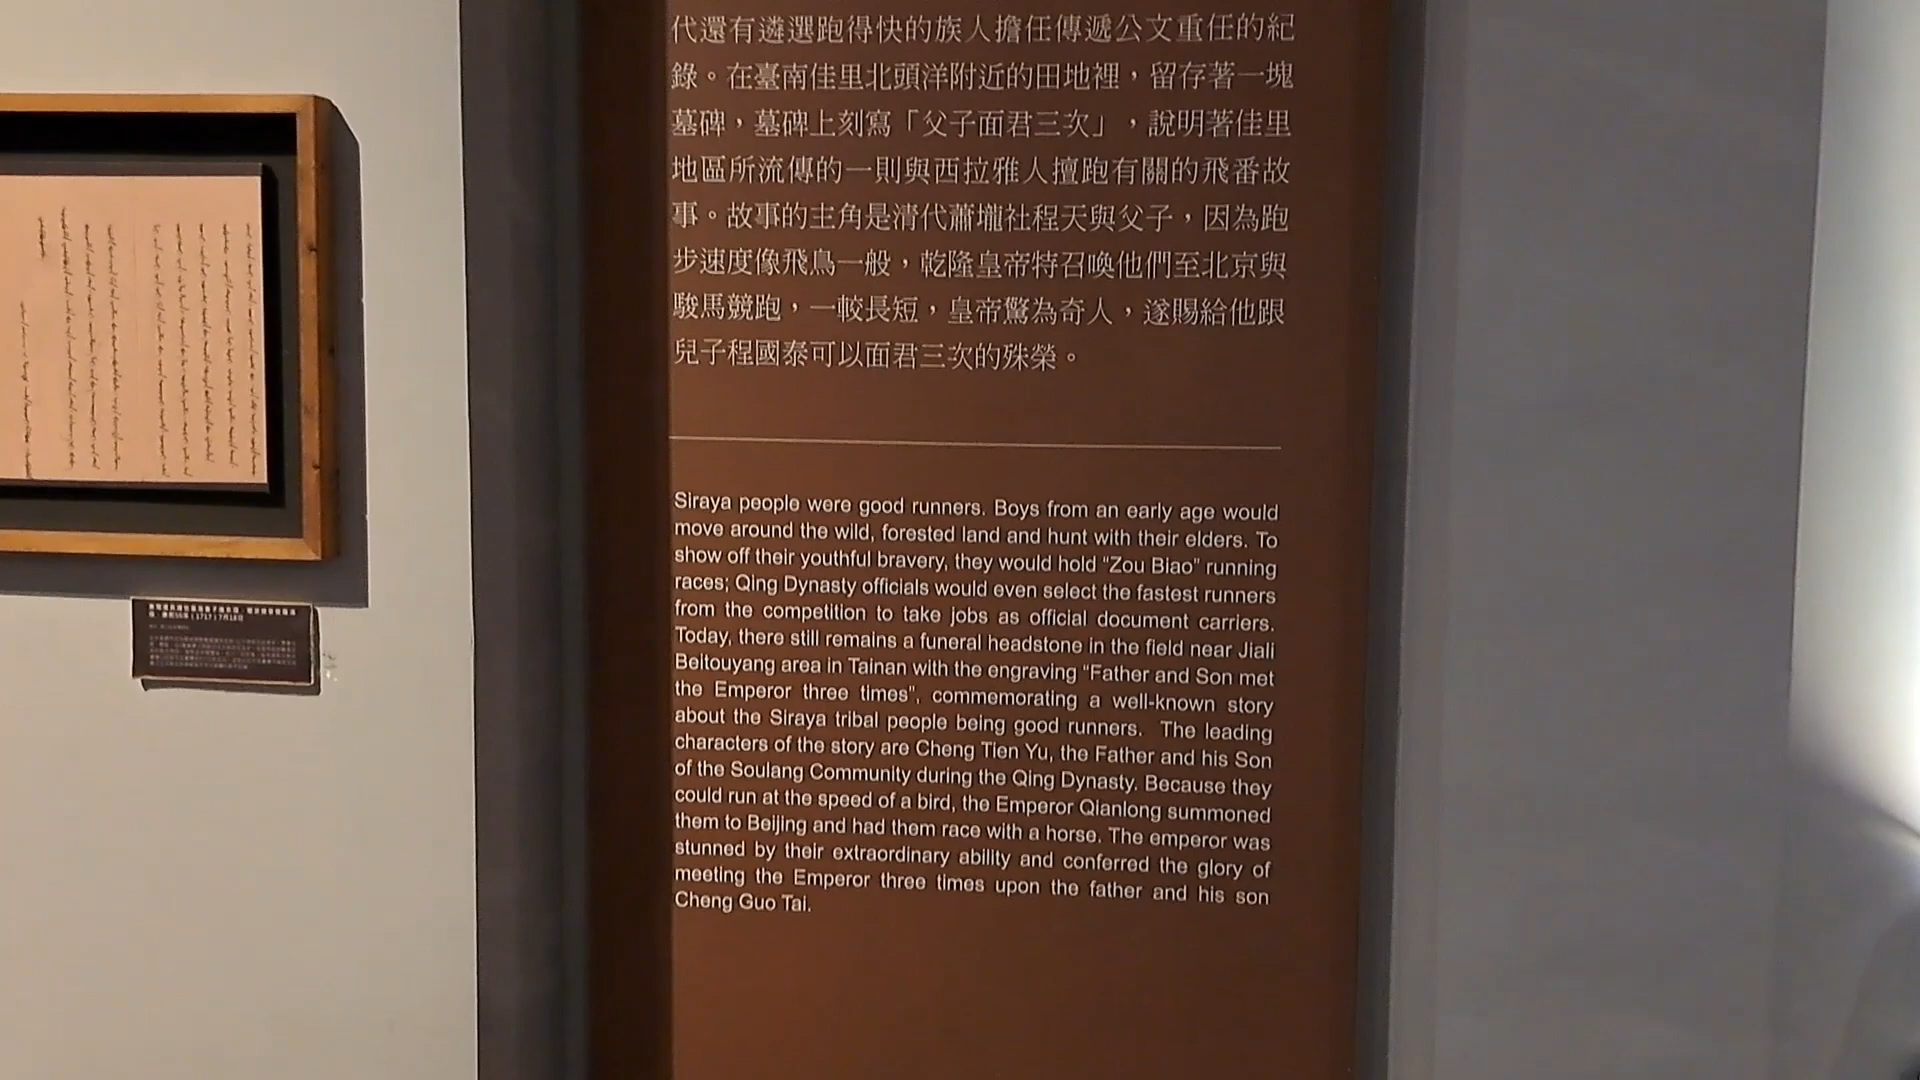 代還有遴選跑得快的族人擔任傳遞公文重任的紀
錄。在臺南佳里北頭洋附近的田地裡，留存著一塊
墓碑，墓碑上刻寫「父子面君三次」，說明著佳里
地區所流傳的一則與西拉雅人擅跑有關的飛番故
事。故事的主角是清代蕭壠社程天與父子，因為跑
步速度像飛鳥一般，乾隆皇帝特召喚他們至北京與
駿馬競跑，一較長短，皇帝驚為奇人，遂賜給他跟
兒子程國泰可以面君三次的殊榮。
Siraya people were good runners. Boys from an early age would
move around the wild, forested land and hunt with their elders. To
show off their youthful bravery, they would hold “Zou Biao” running
races; Qing Dynasty officials would even select the fastest runners
from the competition to take jobs as official document carriers.
Today, there still remains a funeral headstone in the field near Jiali
Beitouyang area in Tainan with the engraving “Father and Son met
the Emperor three times”, commemorating a well-known story
about the Siraya tribal people being good runners. The leading
characters of the story are Cheng Tien Yu, the Father and his Son
of the Soulang Community during the Qing Dynasty. Because they
could run at the speed of a bird, the Emperor Qianlong summoned
them to Beijing and had them race with a horse. The emperor was
stunned by their extraordinary ability and conferred the glory of
meeting the Emperor three times upon the father and his son
Cheng Guo Tai.